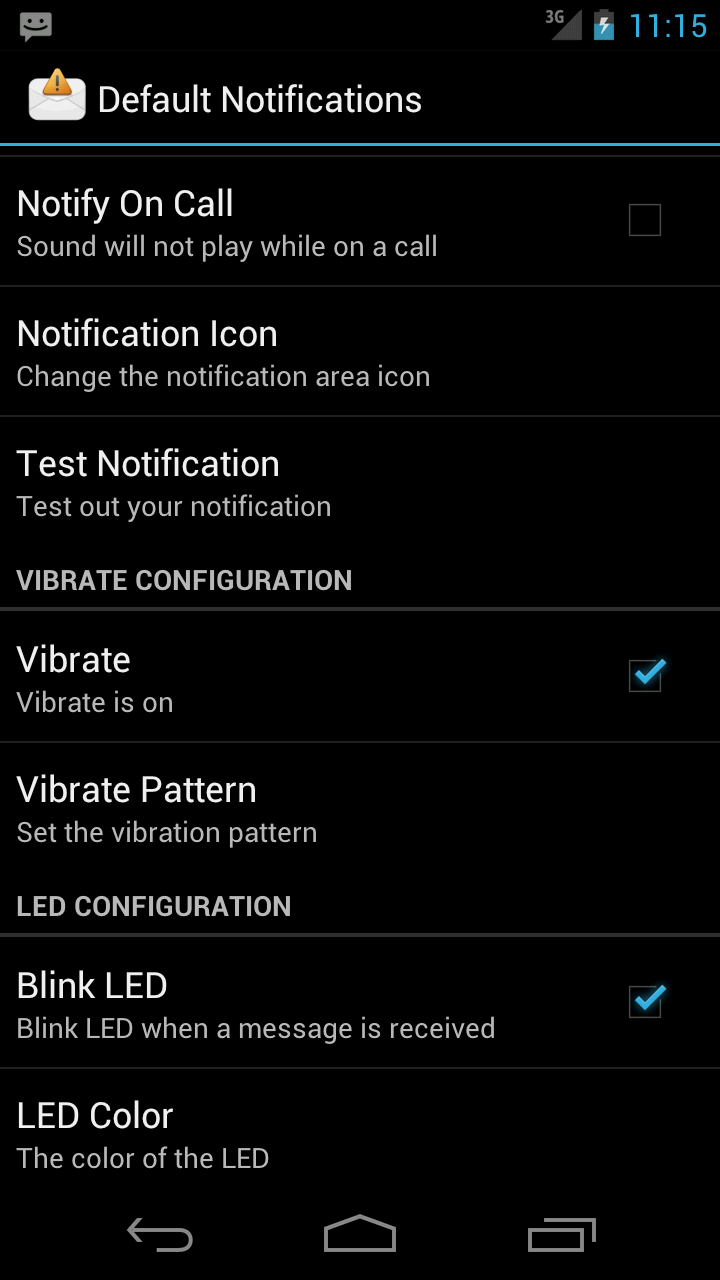 3G 11:15
Default Notifications
Notify On Call
Sound will not play while on a call
Notification Icon
Change the notification area icon
Test Notification
Test out your notification
VIBRATE CONFIGURATION
Vibrate
Vibrate is on
Vibrate Pattern
Set the vibration pattern
LED CONFIGURATION
Blink LED
Blink LED when a message is received
LED Color
The color of the LED